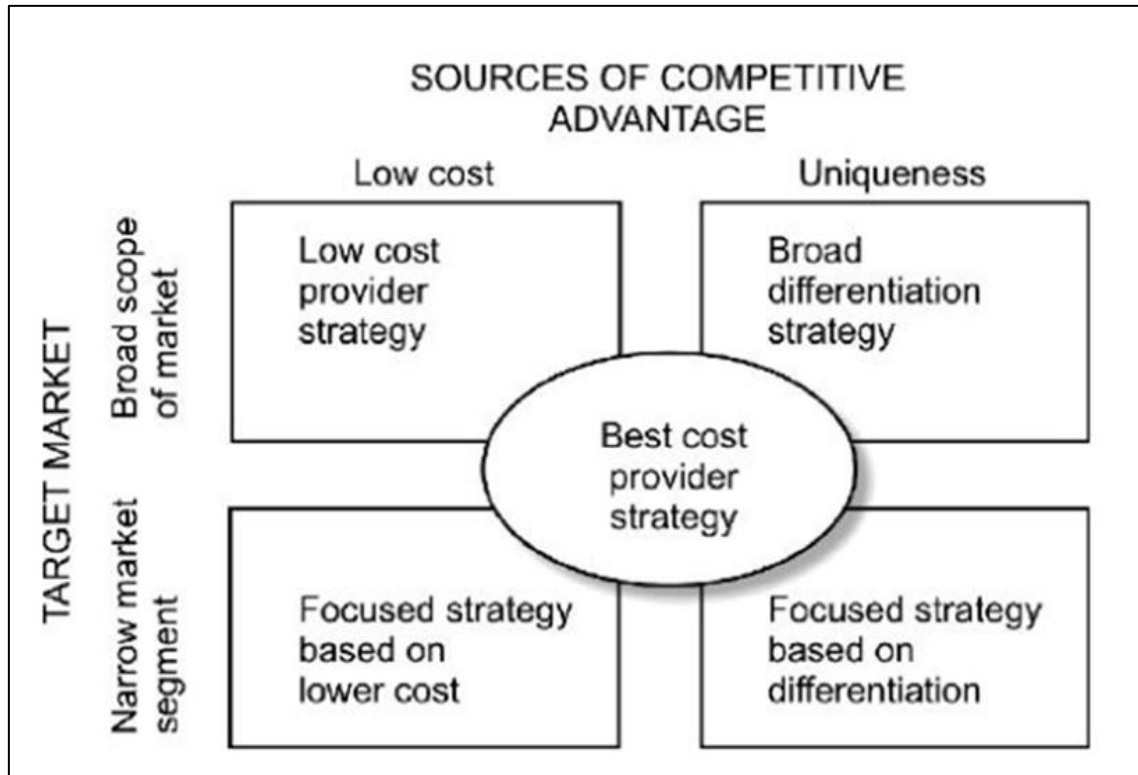 SOURCES OF COMPETITIVE
ADVANTAGE
Low cost
Uniqueness
TARGET MARKET
Broad scope
of market
Low cost
provider
strategy
Broad
differentiation
strategy
Best cost
provider
strategy
Narrow market
segment
Focused strategy
based on
lower cost
Focused strategy
based on
differentiation